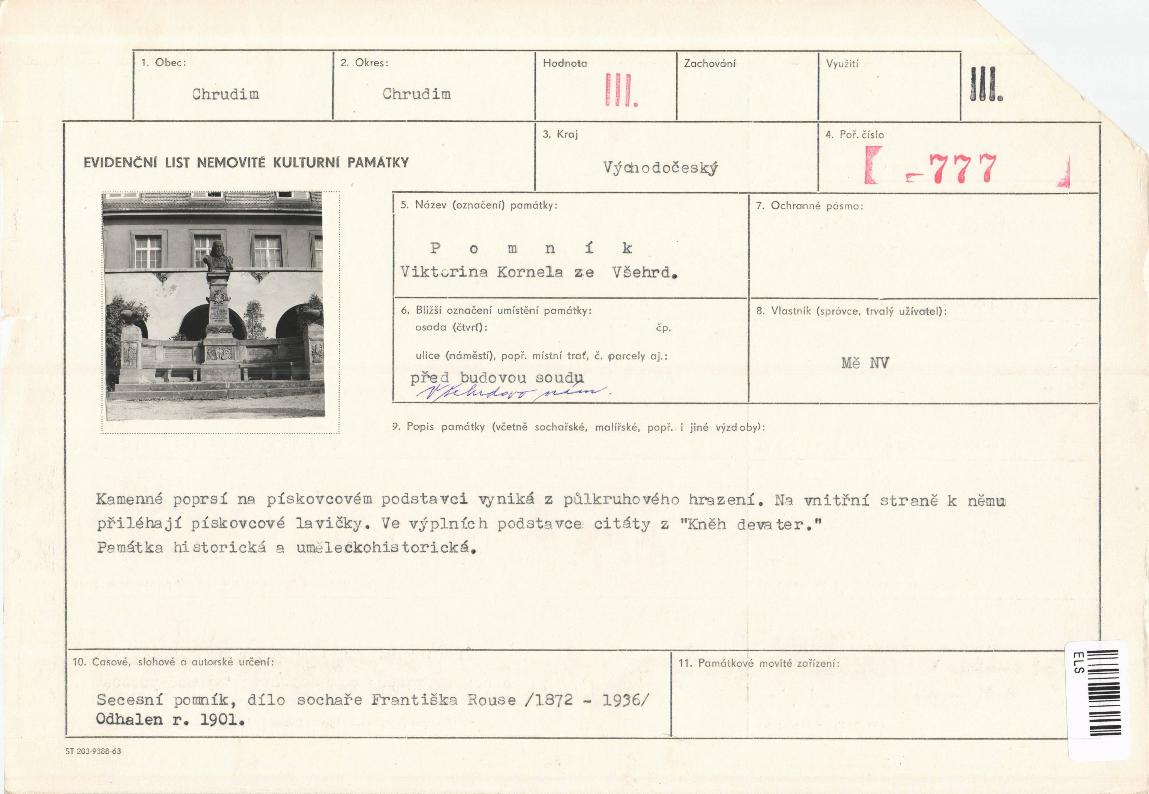 1. Obec:
Chrudim
2. Okres:
Chrudim
Hodnota
III.
Zachování
Využití
III.
EVIDENČNÍ LIST NEMOVITÉ KULTURNÍ PAMÁTKY
3. Kraj
Východočeský
4. Poř. číslo
-777
5. Název (označení) památky:
P o m n í k
Viktorina Kornela ze Všehrd.
7. Ochranné pásmo:
6. Bližší označení umístění památky:
osada (čtvrť): čp.
ulice (náměstí), popř. místní trať, č. parcely aj.:
před budovou soudu
Všehrdovo nám.
8. Vlastník (správce, trvalý uživatel):
Mě NV
9. Popis památky (včetně sochařské, malířské, popř. i jiné výzdoby):
Kamenné poprsí na pískovcovém podstavci vyniká z půlkruhového hrazení. Na vnitřní straně k němu
přiléhají pískovcové lavičky. Ve výplních podstavce citáty z "Kněh devater."
Památka historická a uměleckohistorická.
10. Časové, slohové a autorské určení:
Secesní pomník, dílo sochaře Františka Rouse /1872 - 1936/
Odhalen r. 1901.
11. Památkové movité zařízení:
ELS
ST 203-9388-63